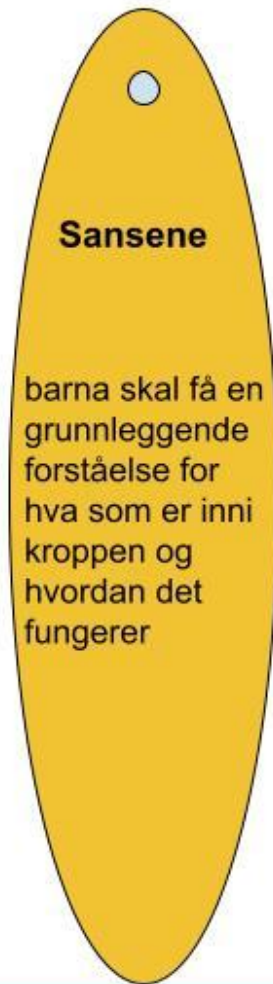 Sansene
barna skal få en
grunnleggende
forståelse for
hva som er inni
kroppen og
hvordan det
fungerer